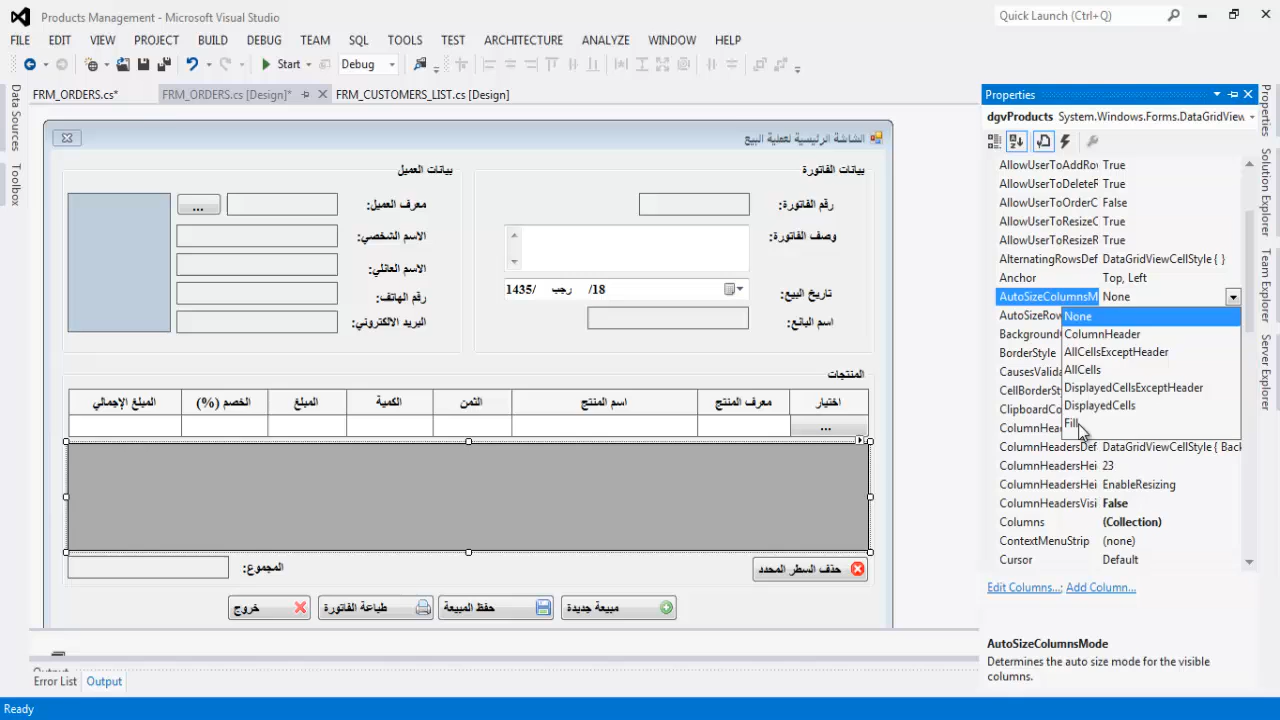 Products Management - Microsoft Visual Studio
Quick Launch (Ctrl+Q)
FILE EDIT VIEW PROJECT BUILD DEBUG TEAM SQL TOOLS TEST ARCHITECTURE ANALYZE WINDOW HELP
Start Debug
FRM_ORDERS.cs* FRM_ORDERS.cs [Design]* FRM_CUSTOMERS_LIST.cs [Design]
Data Sources
Toolbox
الشاشة الرئيسية لعملية البيع
بيانات الفاتورة
رقم الفاتورة:
وصف الفاتورة:
تاريخ البيع:
18/ رجب /1435
اسم البائع:
بيانات العميل
معرف العميل:
...
الاسم الشخصي:
الاسم العائلي:
رقم الهاتف:
البريد الالكتروني:
المنتجات
اختيار معرف المنتج اسم المنتج الثمن الكمية المبلغ الخصم (%) المبلغ الإجمالي
...
حذف السطر المحدد
المجموع:
مبيعة جديدة حفظ المبيعة طباعة الفاتورة خروج
Output
Error List Output
Ready
Properties
dgvProducts System.Windows.Forms.DataGridView
AllowUserToAddRov True
AllowUserToDeleteR True
AllowUserToOrderC False
AllowUserToResizeC True
AllowUserToResizeR True
AlternatingRowsDef DataGridViewCellStyle { }
Anchor Top, Left
AutoSizeColumnsM None
AutoSizeRov
Background
BorderStyle
CausesValida
CellBorderSt
ClipboardCo
ColumnHead
None
ColumnHeader
AllCellsExceptHeader
AllCells
DisplayedCellsExceptHeader
DisplayedCells
Fill
ColumnHeadersDef DataGridViewCellStyle { Back
ColumnHeadersHei 23
ColumnHeadersHei EnableResizing
ColumnHeadersVisi False
Columns (Collection)
ContextMenuStrip (none)
Cursor Default
Edit Columns... Add Column...
AutoSizeColumnsMode
Determines the auto size mode for the visible
columns.
Properties
Solution Explorer
Team Explorer
Server Explorer